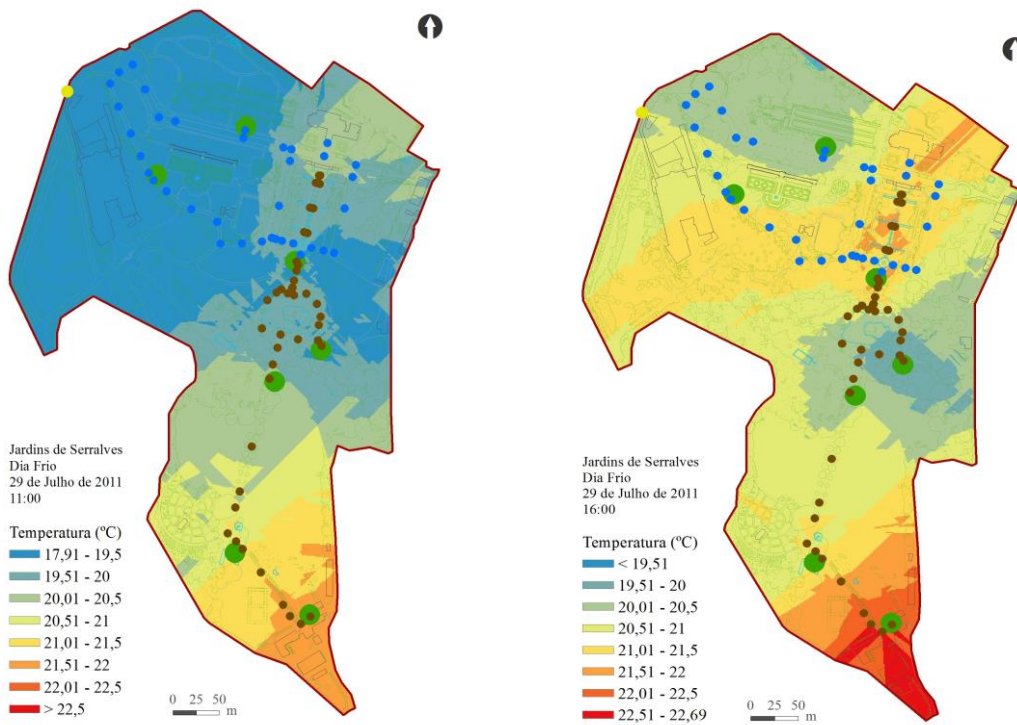 Jardins de Serralves
Dia Frio
29 de Julho de 2011
11:00
Temperatura (ºC)
17,91 - 19,5
19,51 - 20
20,01 - 20,5
20,51 - 21
21,01 - 21,5
21,51 - 22
22,01 - 22,5
> 22,5
0 25 50
m
Jardins de Serralves
Dia Frio
29 de Julho de 2011
16:00
Temperatura (ºC)
< 19,51
19,51 - 20
20,01 - 20,5
20,51 - 21
21,01 - 21,5
21,51 - 22
22,01 - 22,5
22,51 - 22,69
0 25 50
m